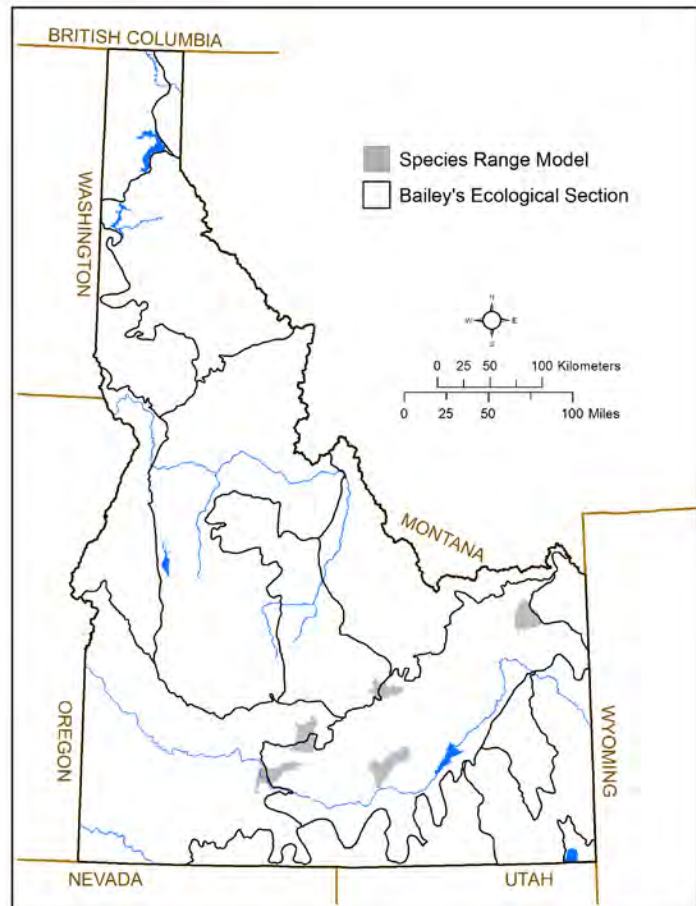 BRITISH COLUMBIA
WASHINGTON
Species Range Model
Bailey's Ecological Section
N
W E
S
0 25 50 100 Kilometers
0 25 50 100 Miles
MONTANA
OREGON
WYOMING
NEVADA UTAH